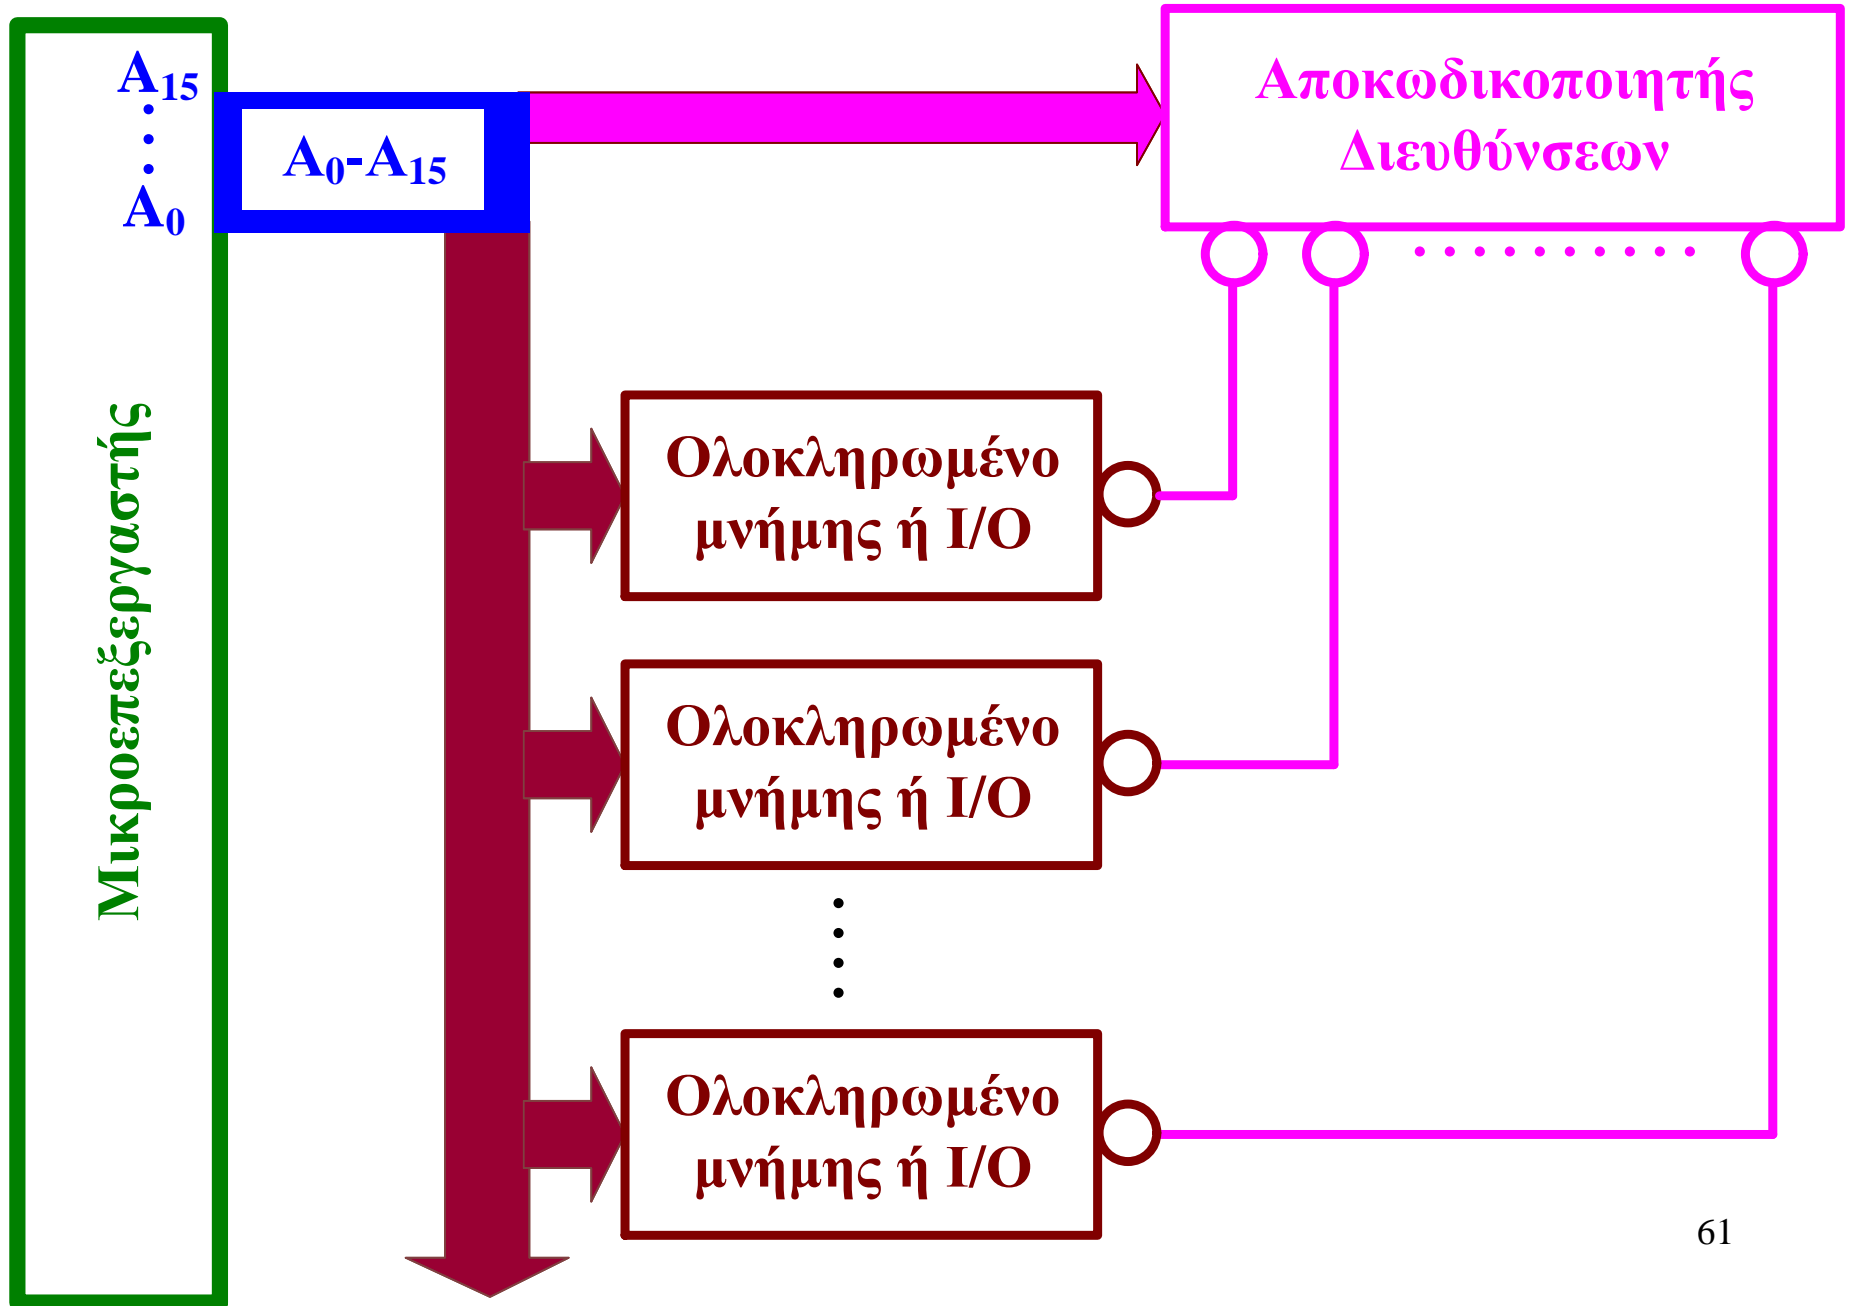 A15
A0
A0-A15
Αποκωδικοποιητής
Διευθύνσεων
Μικροεπεξεργαστής
Ολοκληρωμένο
μνήμης ή I/O
Ολοκληρωμένο
μνήμης ή I/O
Ολοκληρωμένο
μνήμης ή I/O
61